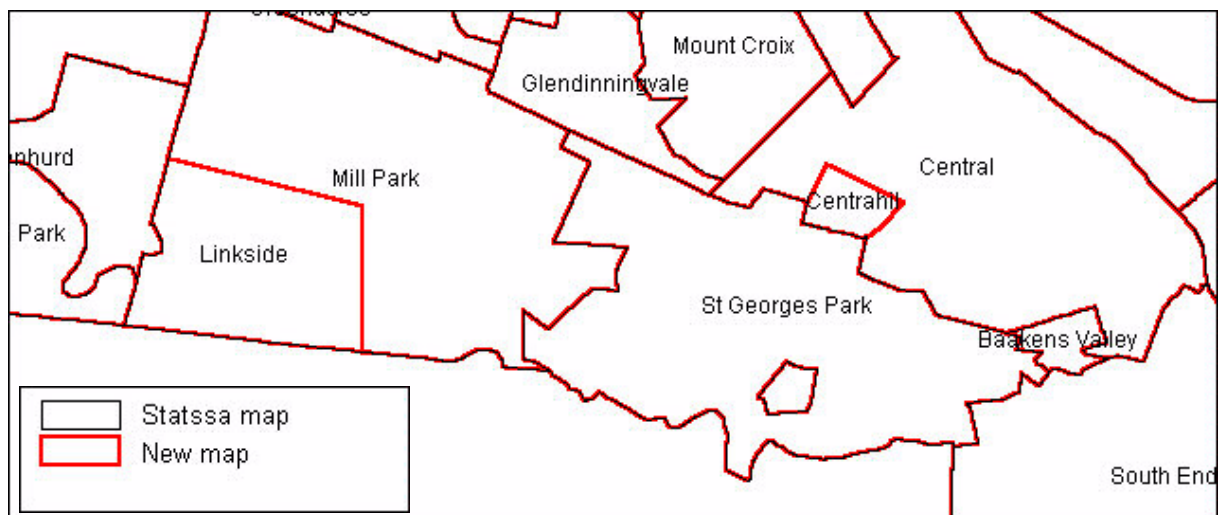 Mount Croix
Glendinningvale
Central
Mill Park
Centrahil
Park
Linkside
St Georges Park
Baakens Valley
Statssa map
New map
South End